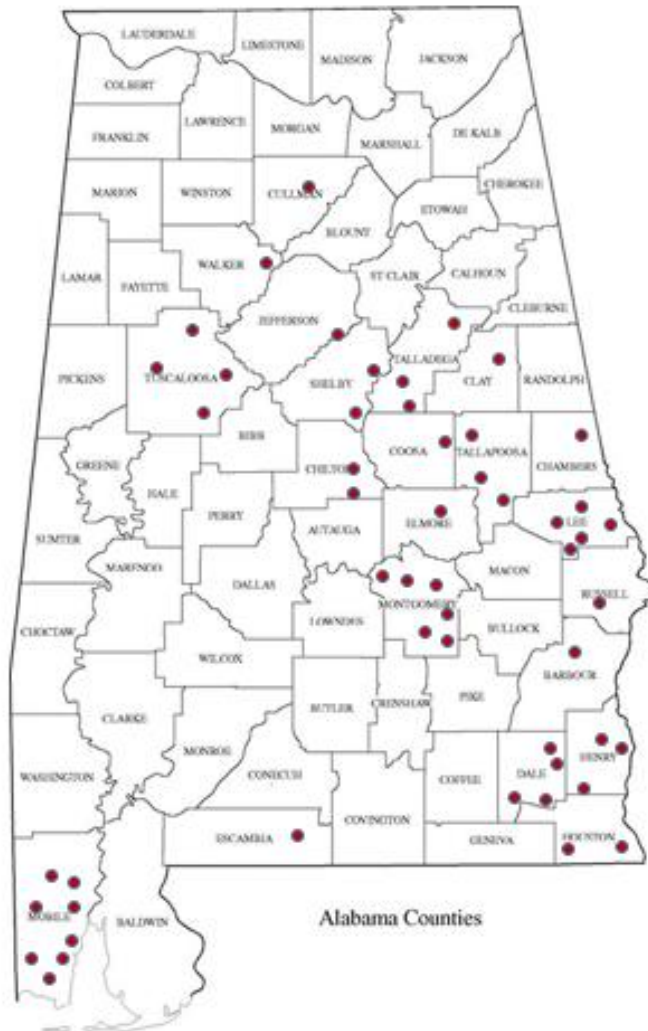 LAUDERDALE
LIMESTONE
MADISON
JACKSON
COLBERT
LAWRENCE
MORGAN
FRANKLIN
MARSHALL
DE KALB
MARION
WINSTON
CULLMAN
CHEROKEE
ETOWAH
BLOUNT
LAMAR
FAYETTE
WALKER
ST CLAIR
CALHOUN
CLEBURNE
JEFFERSON
TALLADEGA
PICKENS
TUSCALOOSA
SHELBY
CLAY
RANDOLPH
BIBB
GREENE
HALE
CHILTON
COOSA
TALLAPOOSA
CHAMBERS
PERRY
AUTAUGA
ELMORE
LEE
SUMTER
MARENGO
DALLAS
MACON
MONTGOMERY
RUSSELL
CHOCTAW
LOWNDES
BULLOCK
WILCOX
BARBOUR
CLARKE
BUTLER
CRENSHAW
PIKE
MONROE
WASHINGTON
CONECUH
COFFEE
DALE
HENRY
ESCAMBIA
COVINGTON
GENEVA
HOUSTON
MOBILE
BALDWIN
Alabama Counties